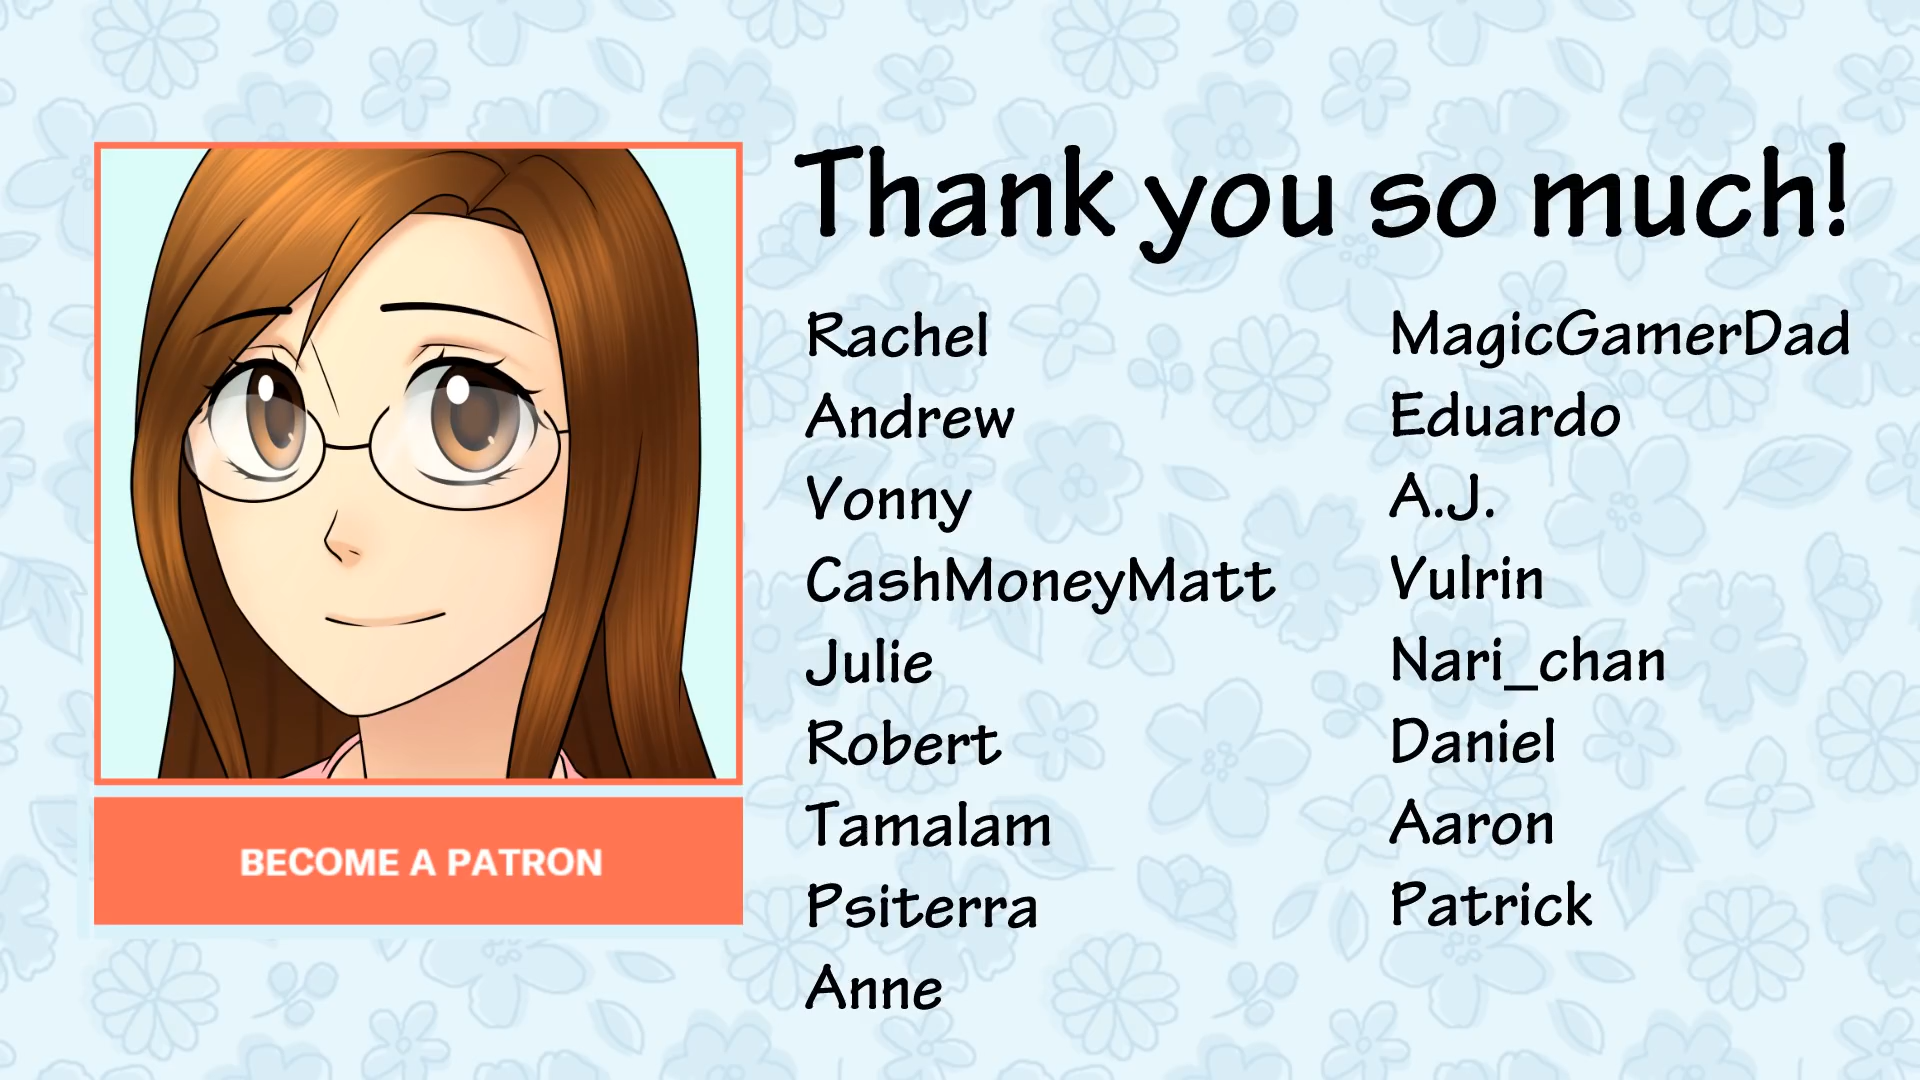 Thank you so much!
Rachel
Andrew
Vonny
CashMoneyMatt
Julie
Robert
Tamalam
Psiterra
Anne
MagicGamerDad
Eduardo
A.J.
Vulrin
Nari_chan
Daniel
Aaron
Patrick
BECOME A PATRON